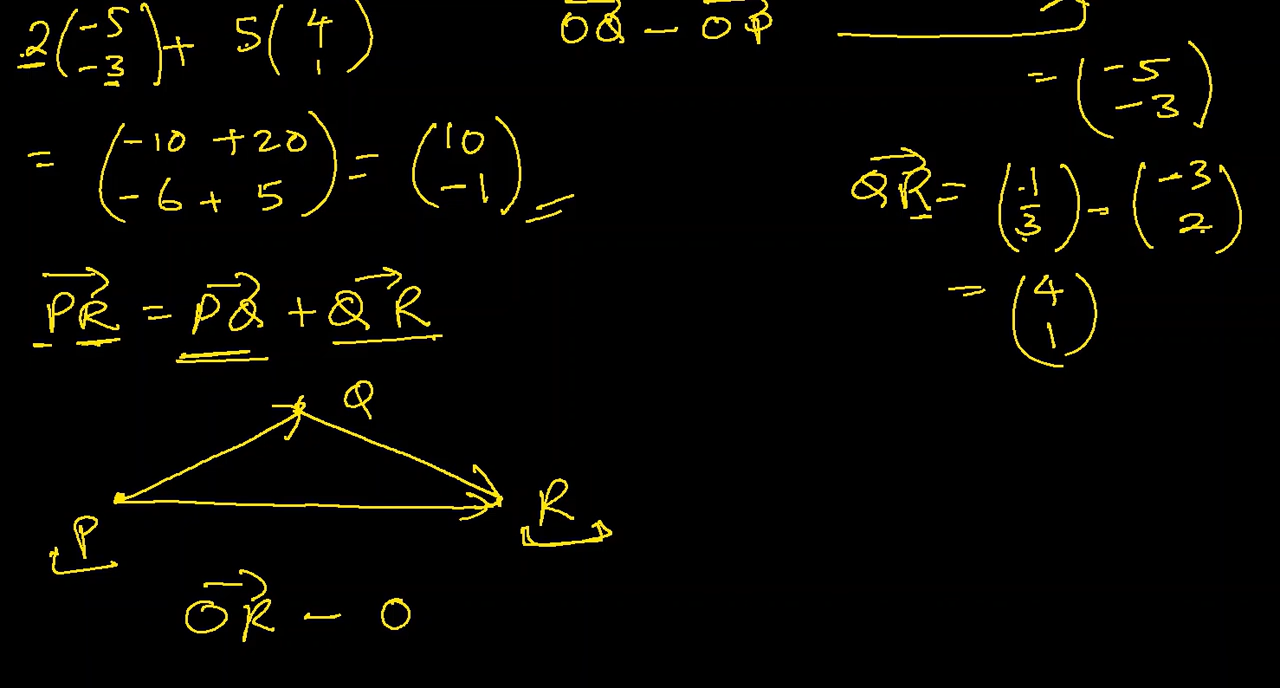 2(-5 -3) + 5(4 1)
= (-10 +20 -6 + 5) = (10 -1)
PR = PQ + QR
Q
P
R
OR - O
OQ - OP
= (-5 -3)
QR = (1 3) - (-3 2)
= (4 1)